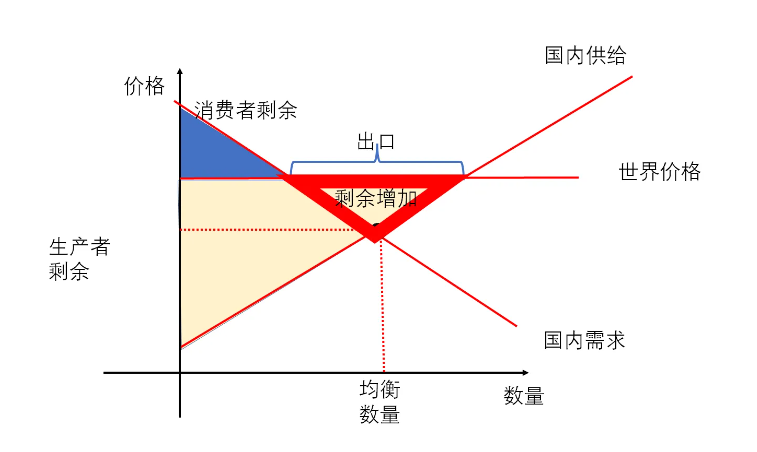 国内供给
价格
消费者剩余
出口
世界价格
剩余增加
生产者
剩余
国内需求
均衡
数量
数量